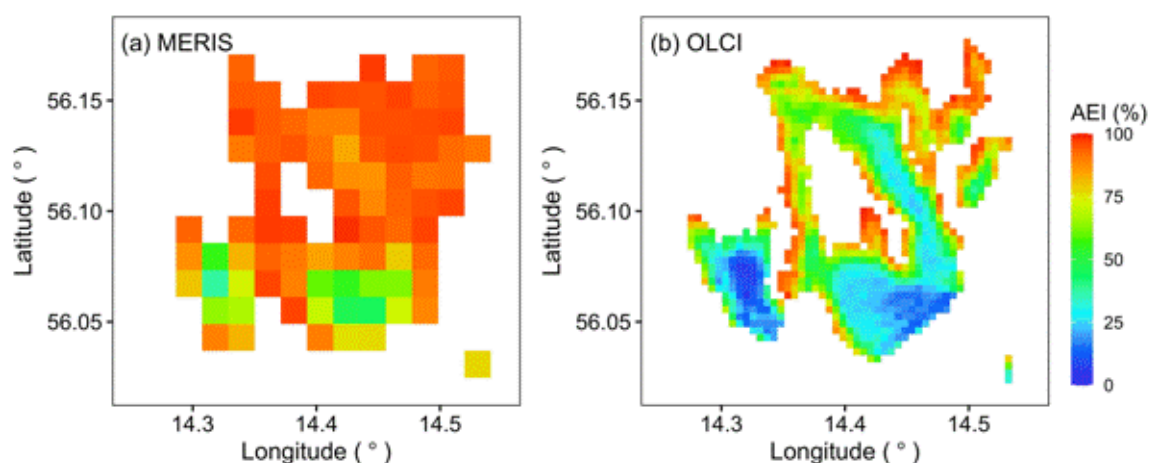 (a) MERIS
(b) OLCI
56.15
56.10
56.05
Latitude ( ° )
14.3 14.4 14.5
Longitude ( ° )
56.15
56.10
56.05
Latitude ( ° )
14.3 14.4 14.5
Longitude ( ° )
AEI (%)
100
75
50
25
0